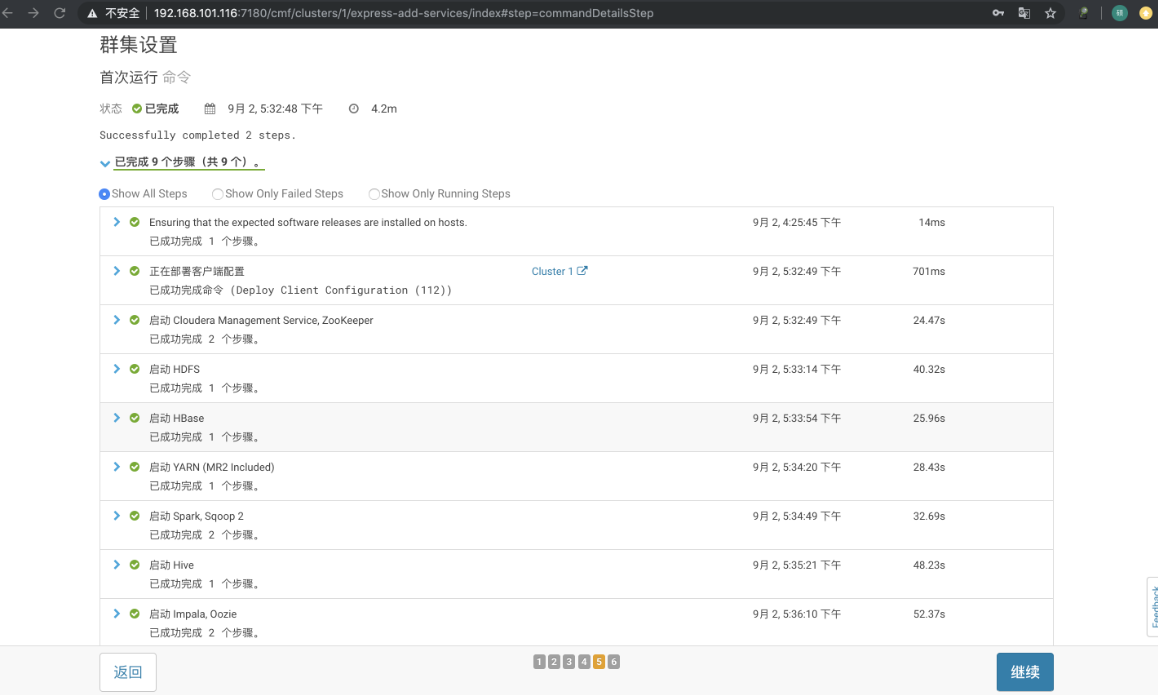 不安全 192.168.101.116:7180/cmf/clusters/1/express-add-services/index#step=commandDetailsStep
群集设置
首次运行 命令
状态 已完成 9月 2, 5:32:48 下午 4.2m
Successfully completed 2 steps.
已完成 9 个步骤（共 9 个）。
Show All Steps Show Only Failed Steps Show Only Running Steps
Ensuring that the expected software releases are installed on hosts. 9月 2, 4:25:45 下午 14ms
已成功完成 1 个步骤。
正在部署客户端配置 Cluster 1 9月 2, 5:32:49 下午 701ms
已成功完成命令 (Deploy Client Configuration (112))
启动 Cloudera Management Service, ZooKeeper 9月 2, 5:32:49 下午 24.47s
已成功完成 2 个步骤。
启动 HDFS 9月 2, 5:33:14 下午 40.32s
已成功完成 1 个步骤。
启动 HBase 9月 2, 5:33:54 下午 25.96s
已成功完成 1 个步骤。
启动 YARN (MR2 Included) 9月 2, 5:34:20 下午 28.43s
已成功完成 1 个步骤。
启动 Spark, Sqoop 2 9月 2, 5:34:49 下午 32.69s
已成功完成 2 个步骤。
启动 Hive 9月 2, 5:35:21 下午 48.23s
已成功完成 1 个步骤。
启动 Impala, Oozie 9月 2, 5:36:10 下午 52.37s
已成功完成 2 个步骤。
Feedback
返回 1 2 3 4 5 6 继续